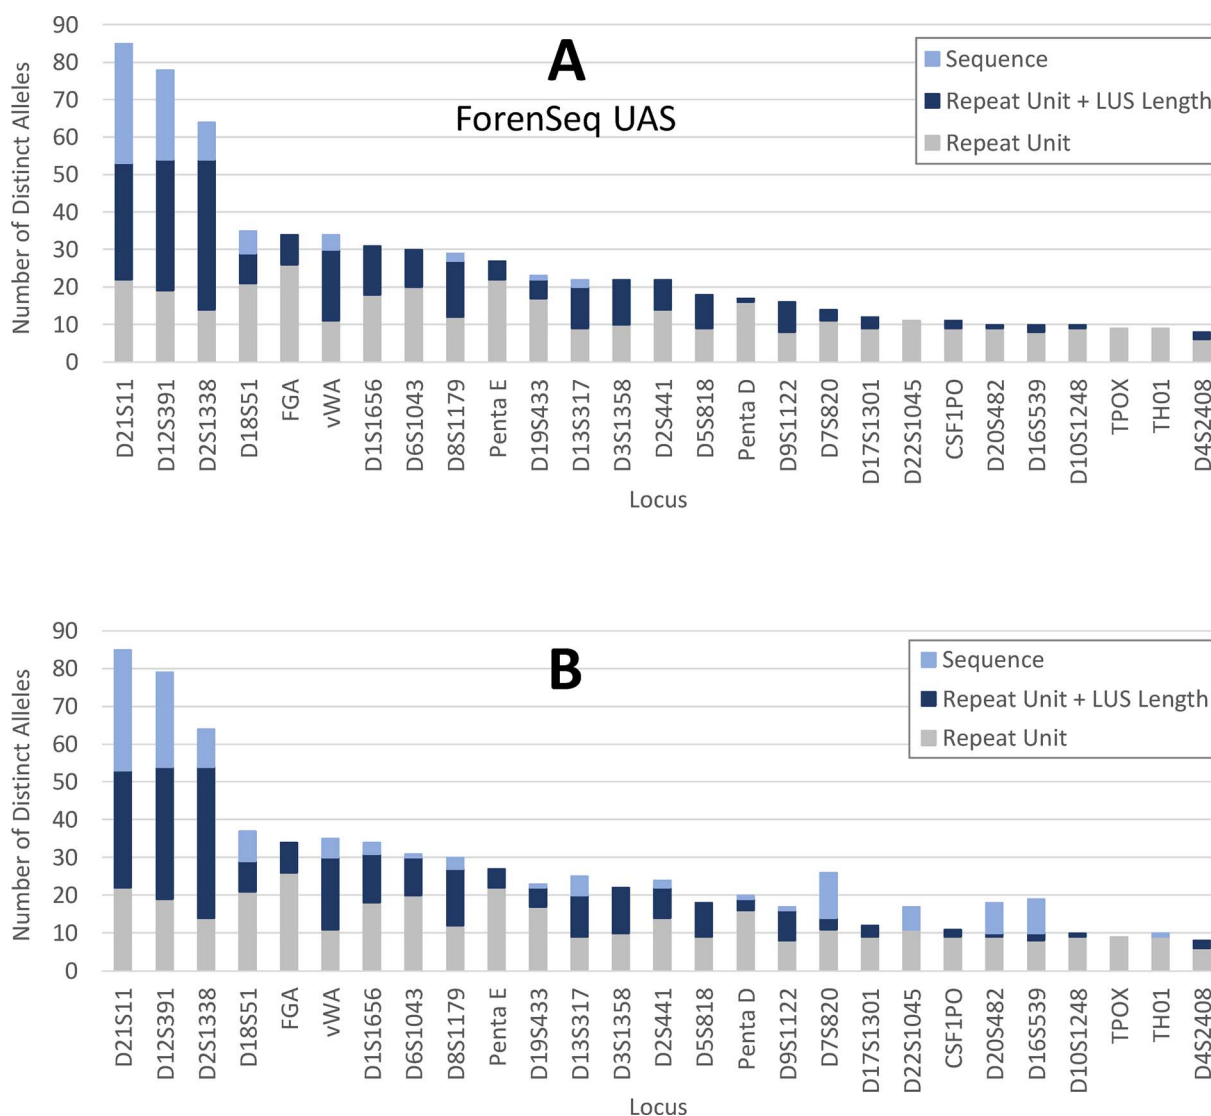 90
80
70
60
50
40
30
20
10
0
Number of Distinct Alleles
A
ForenSeq UAS
Sequence
Repeat Unit + LUS Length
Repeat Unit
D21S11
D12S391
D2S1338
D18S51
FGA
vWA
D1S1656
D6S1043
D8S1179
Penta E
D19S433
D13S317
D3S1358
D2S441
D5S818
Penta D
D9S1122
D7S820
D17S1301
D22S1045
CSF1PO
D20S482
D16S539
D10S1248
TPOX
TH01
D4S2408
Locus
90
80
70
60
50
40
30
20
10
0
Number of Distinct Alleles
B
Sequence
Repeat Unit + LUS Length
Repeat Unit
D21S11
D12S391
D2S1338
D18S51
FGA
vWA
D1S1656
D6S1043
D8S1179
Penta E
D19S433
D13S317
D3S1358
D2S441
D5S818
Penta D
D9S1122
D7S820
D17S1301
D22S1045
CSF1PO
D20S482
D16S539
D10S1248
TPOX
TH01
D4S2408
Locus